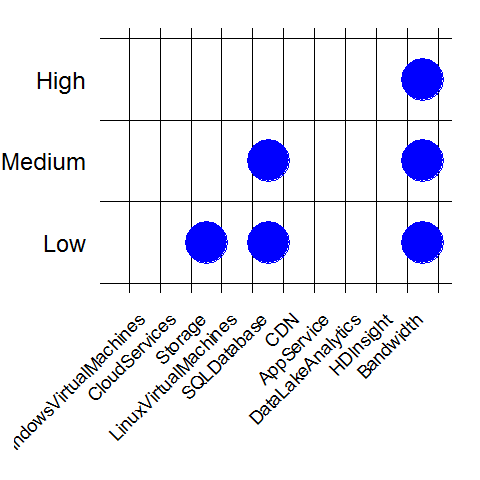 High
Medium
Low
ndowsVirtualMachines
CloudServices
Storage
LinuxVirtualMachines
SQLDatabase
CDN
AppService
DataLakeAnalytics
HDInsight
Bandwidth